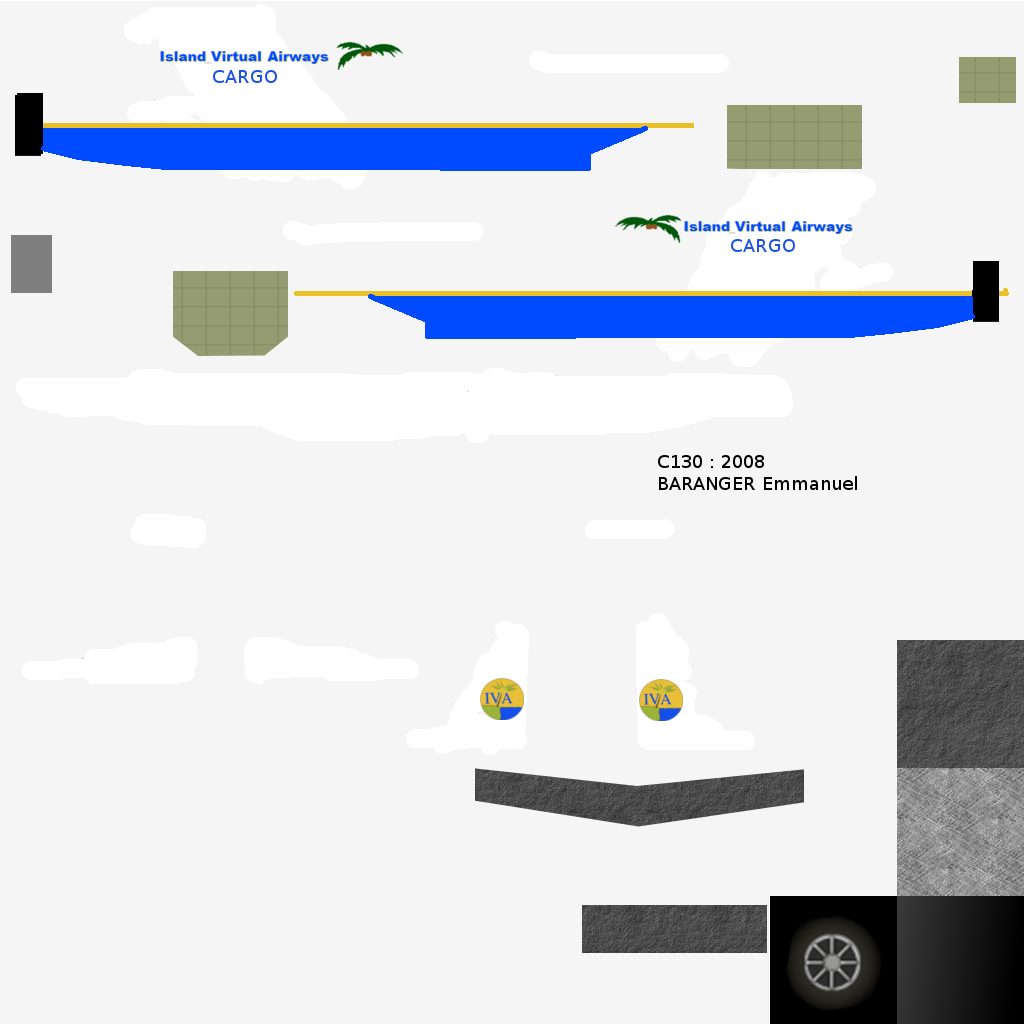 Island Virtual Airways
CARGO
Island Virtual Airways
CARGO
C130 : 2008
BARANGER Emmanuel
IVA
IVA